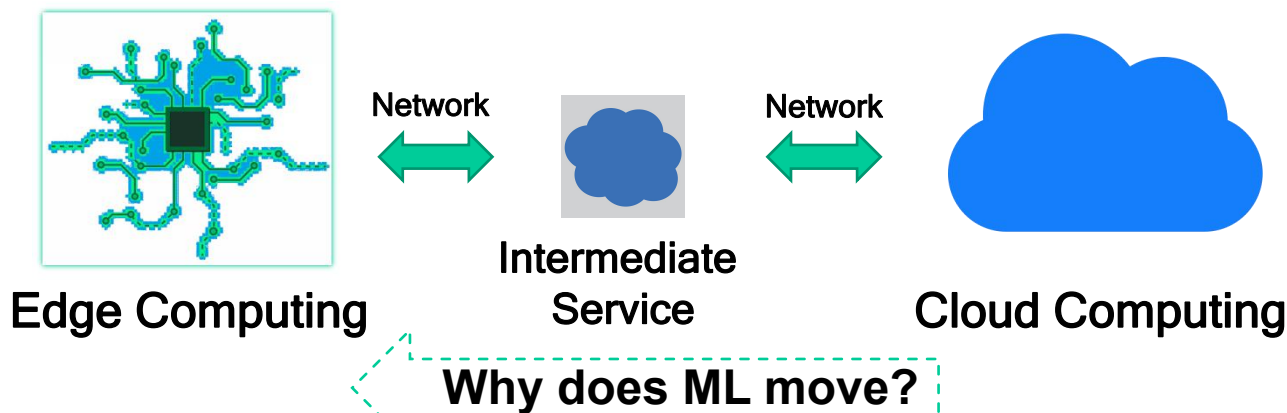 Network
Network
Intermediate
Service
Edge Computing
Cloud Computing
Why does ML move?